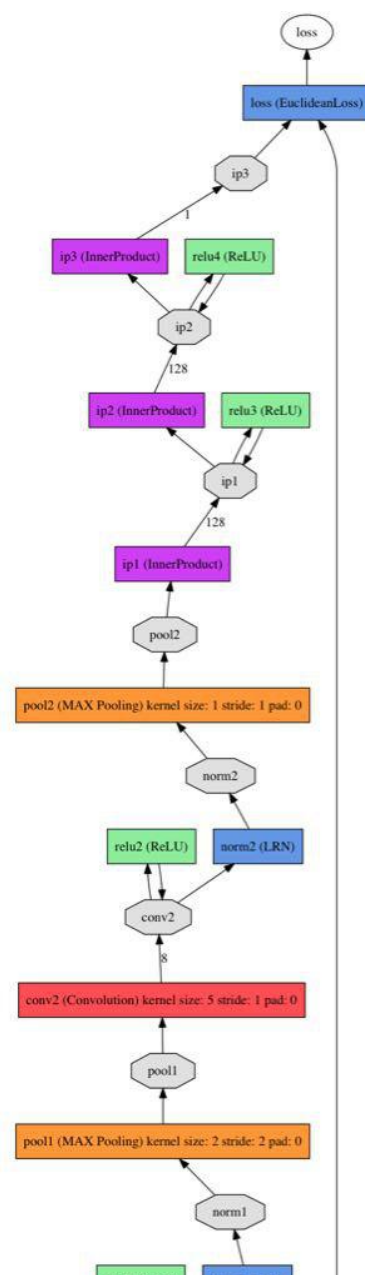 loss
loss (EuclideanLoss)
ip3
1
ip3 (InnerProduct)
relu4 (ReLU)
ip2
128
ip2 (InnerProduct)
relu3 (ReLU)
ip1
128
ip1 (InnerProduct)
pool2
pool2 (MAX Pooling) kernel size: 1 stride: 1 pad: 0
norm2
relu2 (ReLU)
norm2 (LRN)
conv2
8
conv2 (Convolution) kernel size: 5 stride: 1 pad: 0
pool1
pool1 (MAX Pooling) kernel size: 2 stride: 2 pad: 0
norm1